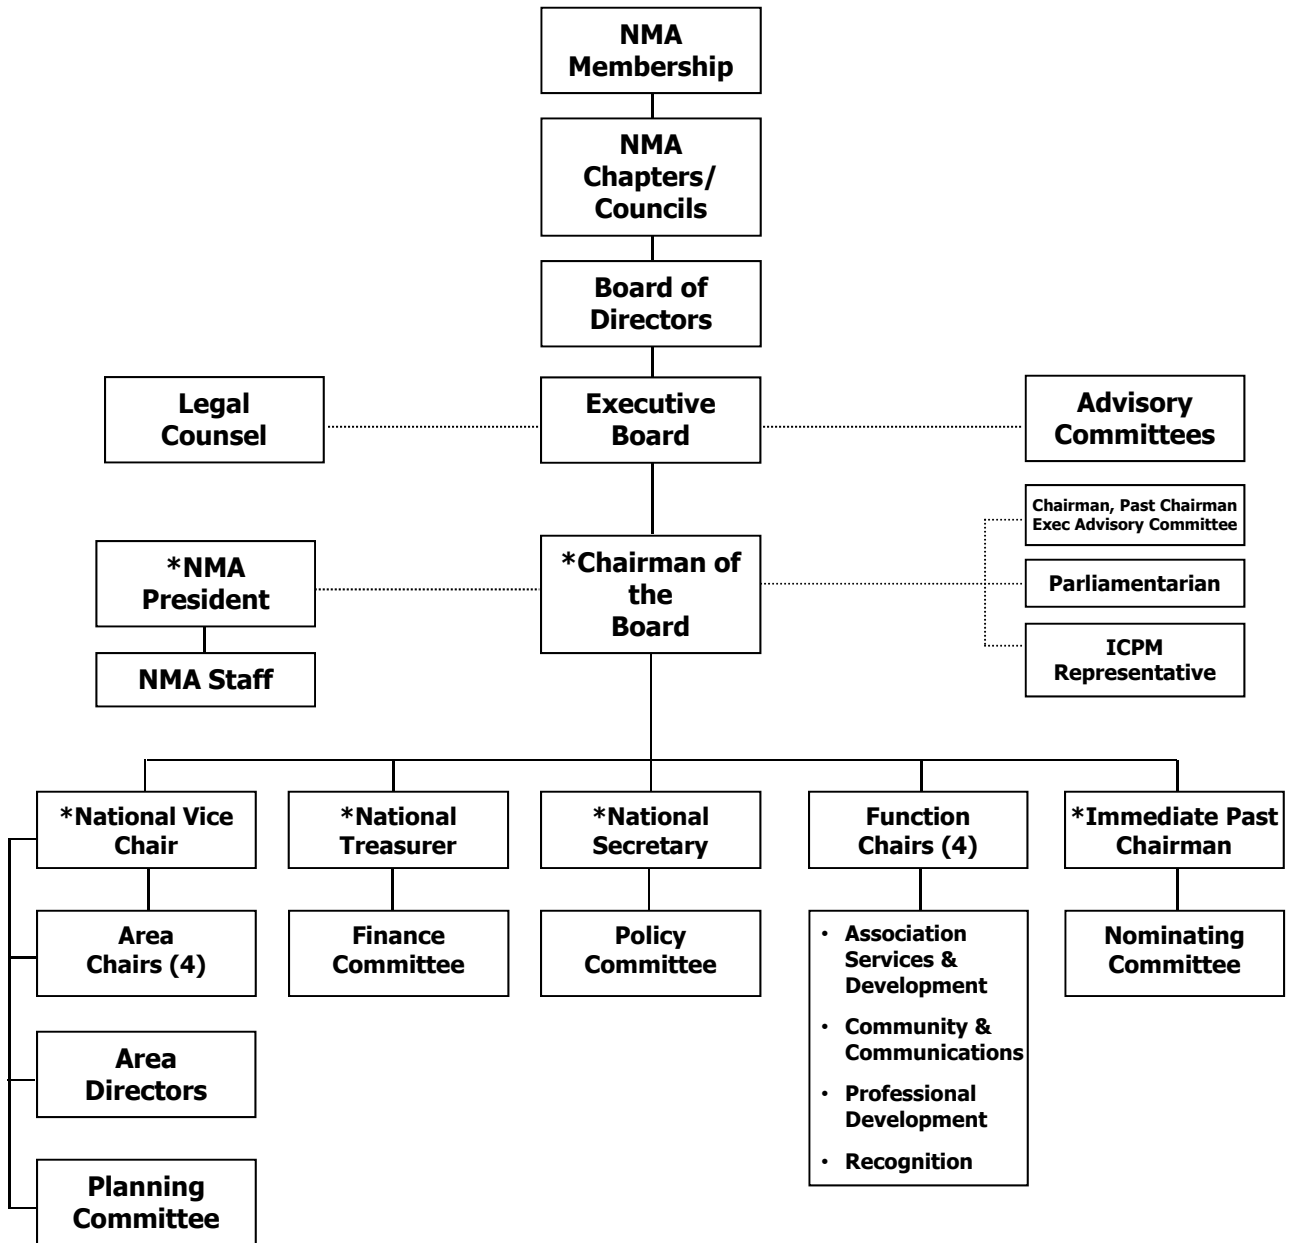 NMA
Membership
NMA
Chapters/
Councils
Board of
Directors
Legal
Counsel
Executive
Board
Advisory
Committees
Chairman, Past Chairman
Exec Advisory Committee
*NMA
President
*Chairman of
the
Board
Parliamentarian
NMA Staff
ICPM
Representative
*National Vice
Chair
*National
Treasurer
*National
Secretary
Function
Chairs (4)
*Immediate Past
Chairman
Area
Chairs (4)
Finance
Committee
Policy
Committee
• Association
Services &
Development
• Community &
Communications
• Professional
Development
• Recognition
Nominating
Committee
Area
Directors
Planning
Committee